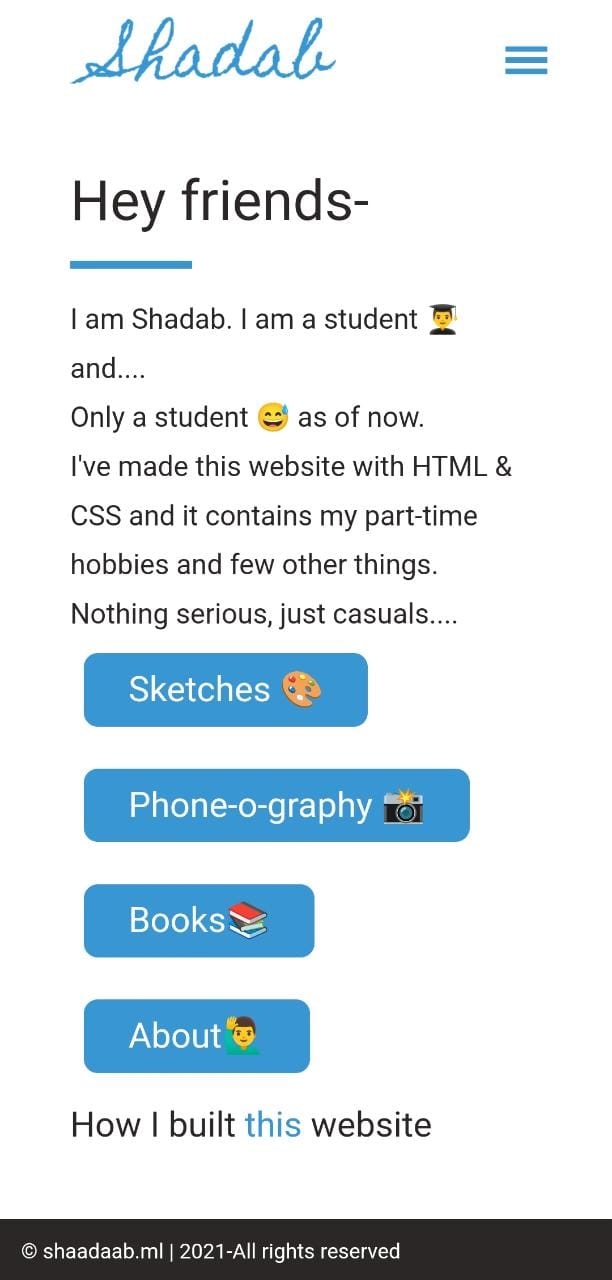 Shadab
Hey friends-
I am Shadab. I am a student 👨‍🎓
and....
Only a student 😅 as of now.
I've made this website with HTML &
CSS and it contains my part-time
hobbies and few other things.
Nothing serious, just casuals....
Sketches 🎨
Phone-o-graphy 📸
Books📚
About🙋‍♂️
How I built this website
© shaadaab.ml | 2021-All rights reserved